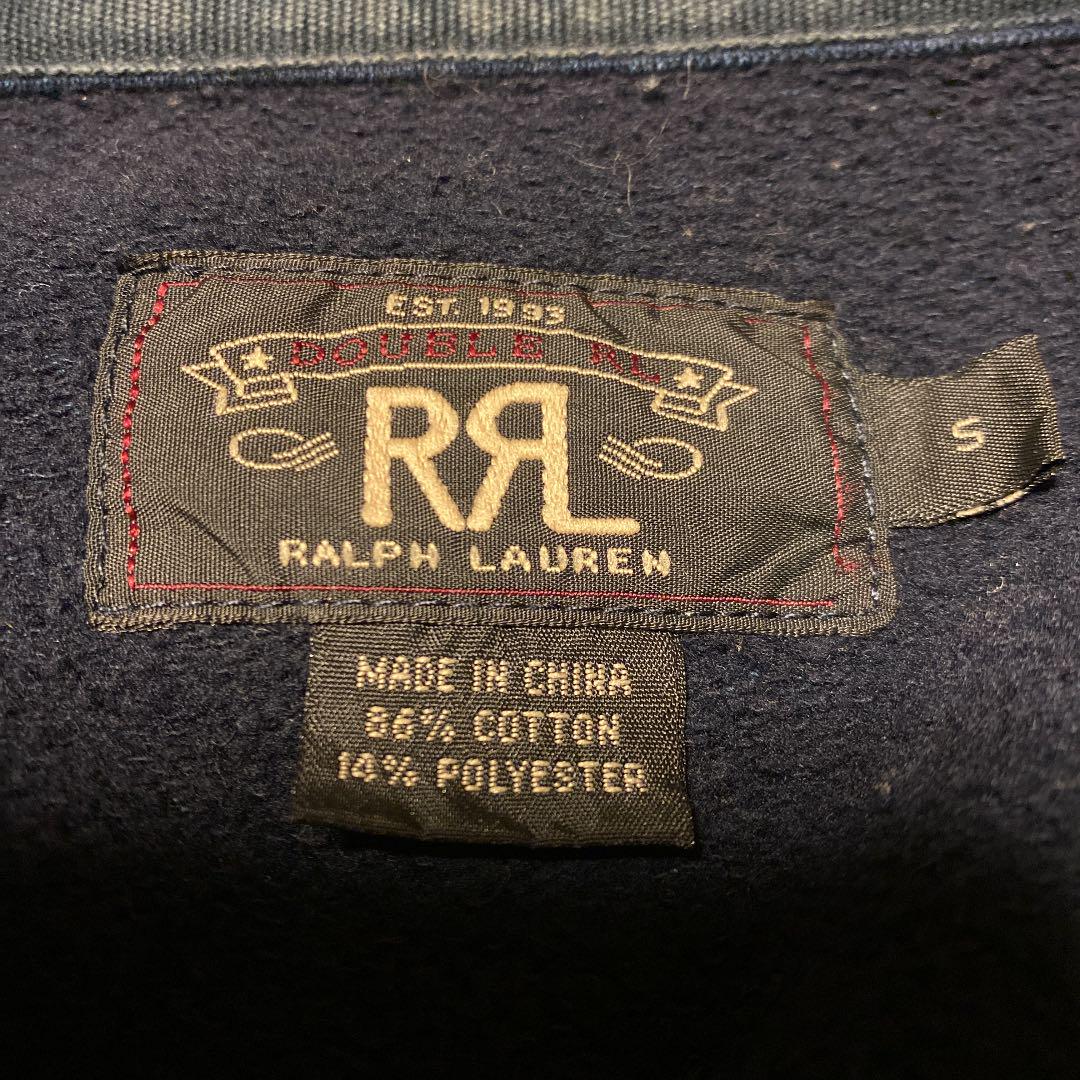 EST. 1993
DOUBLE RL
RRL
RALPH LAUREN
S
MADE IN CHINA
86% COTTON
14% POLYESTER